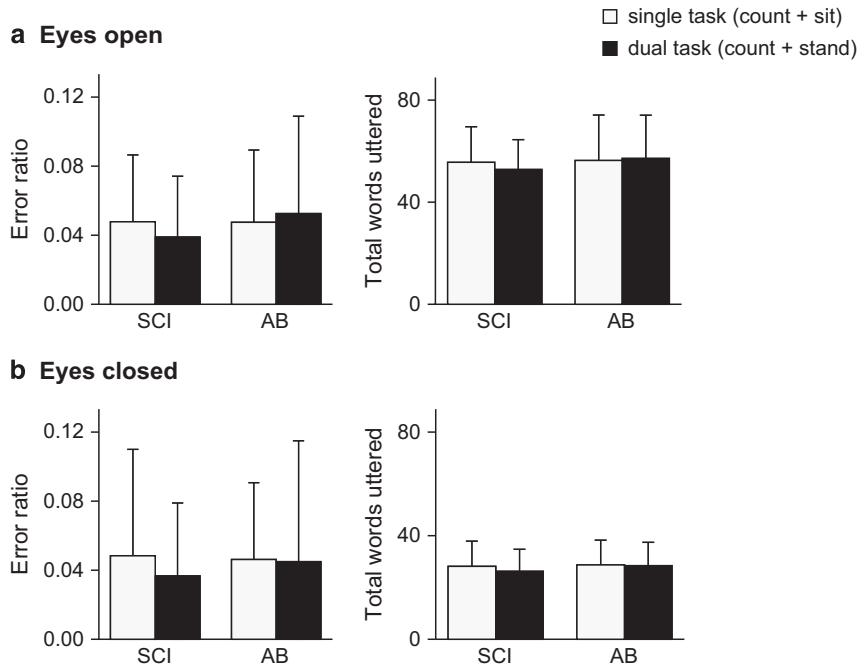 single task (count + sit)
dual task (count + stand)
a Eyes open
Error ratio
0.12
0.08
0.04
0.00
SCI
AB
Total words uttered
80
40
0
SCI
AB
b Eyes closed
Error ratio
0.12
0.08
0.04
0.00
SCI
AB
Total words uttered
80
40
0
SCI
AB